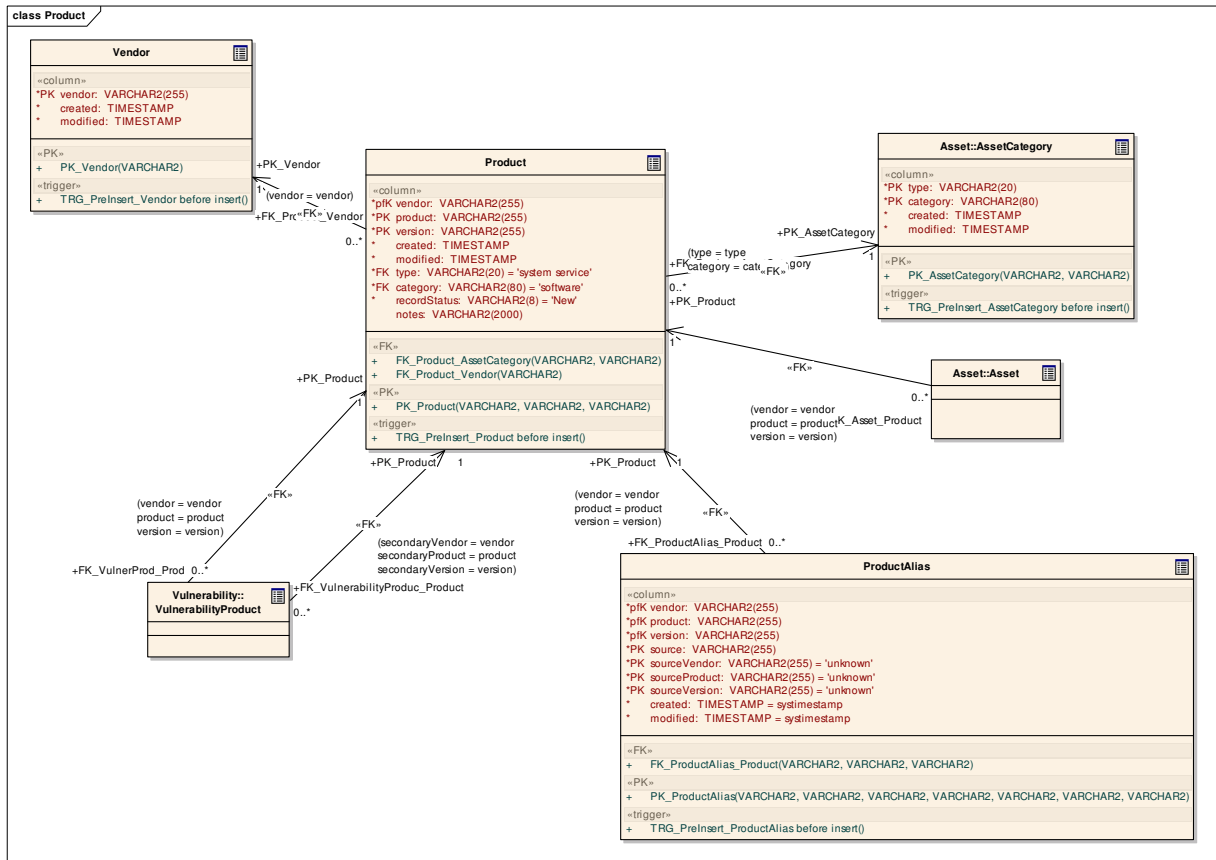 class Product
Vendor
«column»
*PK vendor: VARCHAR2(255)
* created: TIMESTAMP
* modified: TIMESTAMP
«PK»
+ PK_Vendor(VARCHAR2)
«trigger»
+ TRG_PreInsert_Vendor before insert()
+PK_Vendor
1
(vendor = vendor)
«FK»
0..*
Product
«column»
*pfK vendor: VARCHAR2(255)
*PK product: VARCHAR2(255)
*PK version: VARCHAR2(255)
* created: TIMESTAMP
* modified: TIMESTAMP
*FK type: VARCHAR2(20) = 'system service'
*FK category: VARCHAR2(80) = 'software'
* recordStatus: VARCHAR2(8) = 'New'
notes: VARCHAR2(2000)
«FK»
+ FK_Product_AssetCategory(VARCHAR2, VARCHAR2)
+ FK_Product_Vendor(VARCHAR2)
«PK»
+ PK_Product(VARCHAR2, VARCHAR2, VARCHAR2)
«trigger»
+ TRG_PreInsert_Product before insert()
Asset::AssetCategory
«column»
*PK type: VARCHAR2(20)
*PK category: VARCHAR2(80)
* created: TIMESTAMP
* modified: TIMESTAMP
«PK»
+ PK_AssetCategory(VARCHAR2, VARCHAR2)
«trigger»
+ TRG_PreInsert_AssetCategory before insert()
+PK_AssetCategory
1
(type = type
category =
«FK»
0..*
+PK_Product
1
«FK»
Asset::Asset
0..*
(vendor = vendor
product = product
version = version)
K_Asset_Product
+PK_Product
1
«FK»
(vendor = vendor
product = product
version = version)
+FK_VulnerProd_Prod 0..*
+PK_Product 1
«FK»
(secondaryVendor = vendor
secondaryProduct = product
secondaryVersion = version)
+FK_VulnerabilityProduc_Product
0..*
Vulnerability::
VulnerabilityProduct
+PK_Product 1
(vendor = vendor
product = product
version = version)
«FK»
+FK_ProductAlias_Product 0..*
ProductAlias
«column»
*pfK vendor: VARCHAR2(255)
*pfK product: VARCHAR2(255)
*pfK version: VARCHAR2(255)
*PK source: VARCHAR2(255)
*PK sourceVendor: VARCHAR2(255) = 'unknown'
*PK sourceProduct: VARCHAR2(255) = 'unknown'
*PK sourceVersion: VARCHAR2(255) = 'unknown'
* created: TIMESTAMP = systimestamp
* modified: TIMESTAMP = systimestamp
«FK»
+ FK_ProductAlias_Product(VARCHAR2, VARCHAR2, VARCHAR2)
«PK»
+ PK_ProductAlias(VARCHAR2, VARCHAR2, VARCHAR2, VARCHAR2, VARCHAR2, VARCHAR2, VARCHAR2)
«trigger»
+ TRG_PreInsert_ProductAlias before insert()